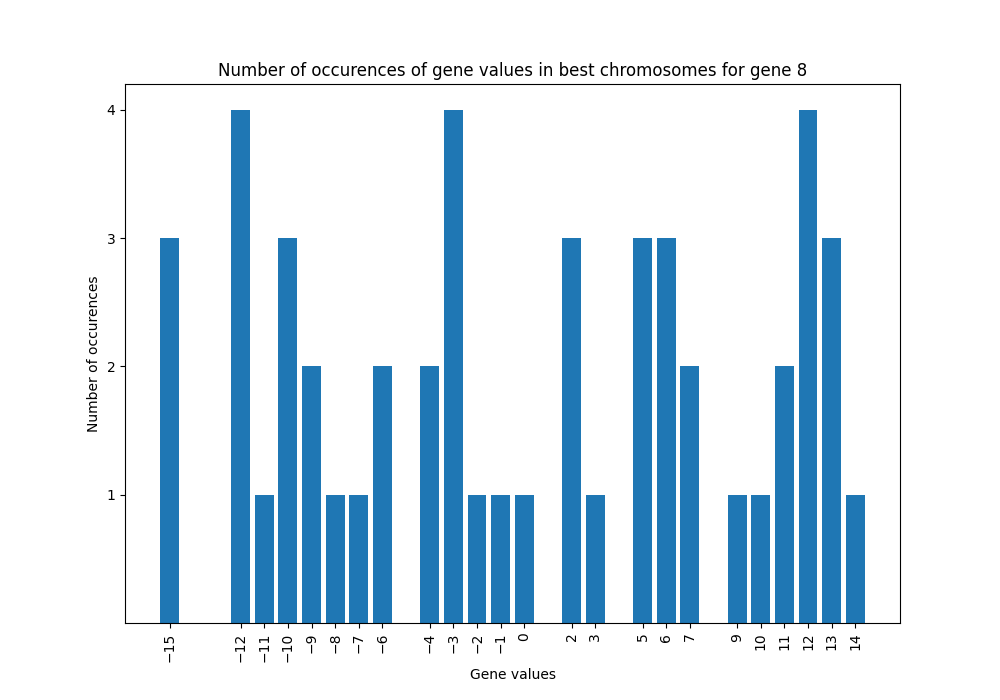 Number of occurences of gene values in best chromosomes for gene 8
4
3
2
1
Number of occurences
−15 −12 −11 −10 −9 −8 −7 −6 −4 −3 −2 −1 0 2 3 5 6 7 9 10 11 12 13 14
Gene values